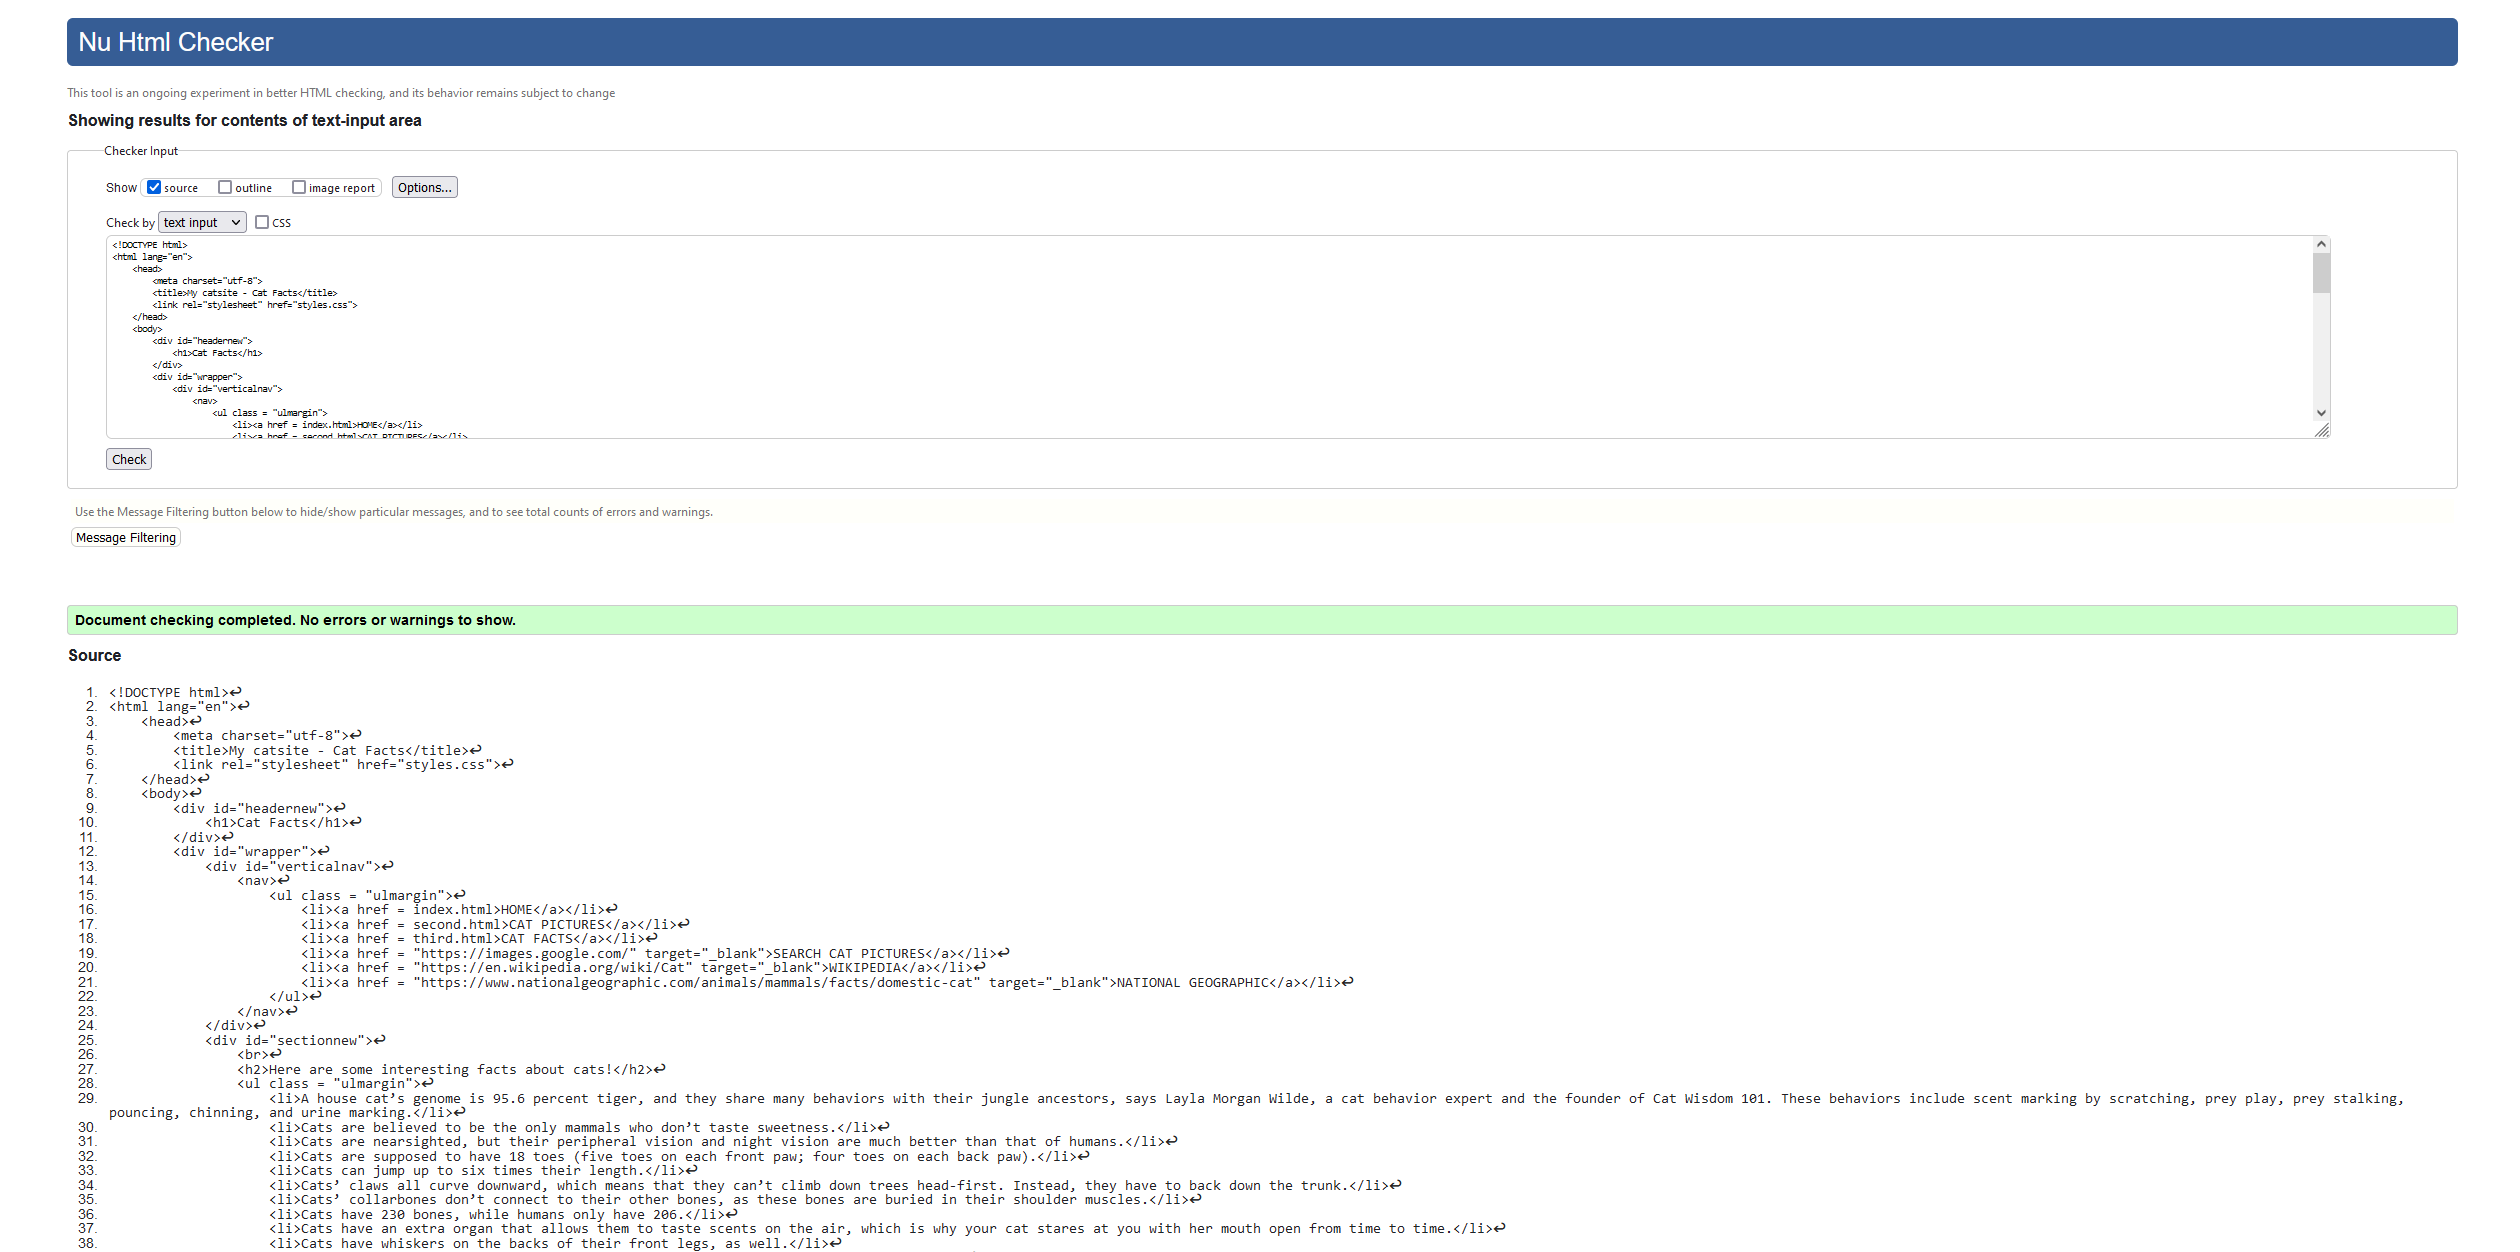 Nu Html Checker
This tool is an ongoing experiment in better HTML checking, and its behavior remains subject to change
Showing results for contents of text-input area
Checker Input
Show source outline image report Options...
Check by text input CSS
<!DOCTYPE html>
<html lang="en">
<head>
<meta charset="utf-8">
<title>My catsite - Cat Facts</title>
<link rel="stylesheet" href="styles.css">
</head>
<body>
<div id="headernew">
<h1>Cat Facts</h1>
</div>
<div id="wrapper">
<div id="verticalnav">
<nav>
<ul class = "ulmargin">
<li><a href = index.html>HOME</a></li>
<li><a href = second.html>CAT PICTURES</a></li>
Check
Use the Message Filtering button below to hide/show particular messages, and to see total counts of errors and warnings.
Message Filtering
Document checking completed. No errors or warnings to show.
Source
1. <!DOCTYPE html>↩
2. <html lang="en">↩
3. <head>↩
4. <meta charset="utf-8">↩
5. <title>My catsite - Cat Facts</title>↩
6. <link rel="stylesheet" href="styles.css">↩
7. </head>↩
8. <body>↩
9. <div id="headernew">↩
10. <h1>Cat Facts</h1>↩
11. </div>↩
12. <div id="wrapper">↩
13. <div id="verticalnav">↩
14. <nav>↩
15. <ul class = "ulmargin">↩
16. <li><a href = index.html>HOME</a></li>↩
17. <li><a href = second.html>CAT PICTURES</a></li>↩
18. <li><a href = third.html>CAT FACTS</a></li>↩
19. <li><a href = "https://images.google.com/" target="_blank">SEARCH CAT PICTURES</a></li>↩
20. <li><a href = "https://en.wikipedia.org/wiki/Cat" target="_blank">WIKIPEDIA</a></li>↩
21. <li><a href = "https://www.nationalgeographic.com/animals/mammals/facts/domestic-cat" target="_blank">NATIONAL GEOGRAPHIC</a></li>↩
22. </ul>↩
23. </nav>↩
24. </div>↩
25. <div id="sectionnew">↩
26. <br>↩
27. <h2>Here are some interesting facts about cats!</h2>↩
28. <ul class = "ulmargin">↩
29. <li>A house cat’s genome is 95.6 percent tiger, and they share many behaviors with their jungle ancestors, says Layla Morgan Wilde, a cat behavior expert and the founder of Cat Wisdom 101. These behaviors include scent marking by scratching, prey play, prey stalking,
pouncing, chinning, and urine marking.</li>↩
30. <li>Cats are believed to be the only mammals who don’t taste sweetness.</li>↩
31. <li>Cats are nearsighted, but their peripheral vision and night vision are much better than that of humans.</li>↩
32. <li>Cats are supposed to have 18 toes (five toes on each front paw; four toes on each back paw).</li>↩
33. <li>Cats can jump up to six times their length.</li>↩
34. <li>Cats’ claws all curve downward, which means that they can’t climb down trees head-first. Instead, they have to back down the trunk.</li>↩
35. <li>Cats’ collarbones don’t connect to their other bones, as these bones are buried in their shoulder muscles.</li>↩
36. <li>Cats have 230 bones, while humans only have 206.</li>↩
37. <li>Cats have an extra organ that allows them to taste scents on the air, which is why your cat stares at you with her mouth open from time to time.</li>↩
38. <li>Cats have whiskers on the backs of their front legs, as well.</li>↩